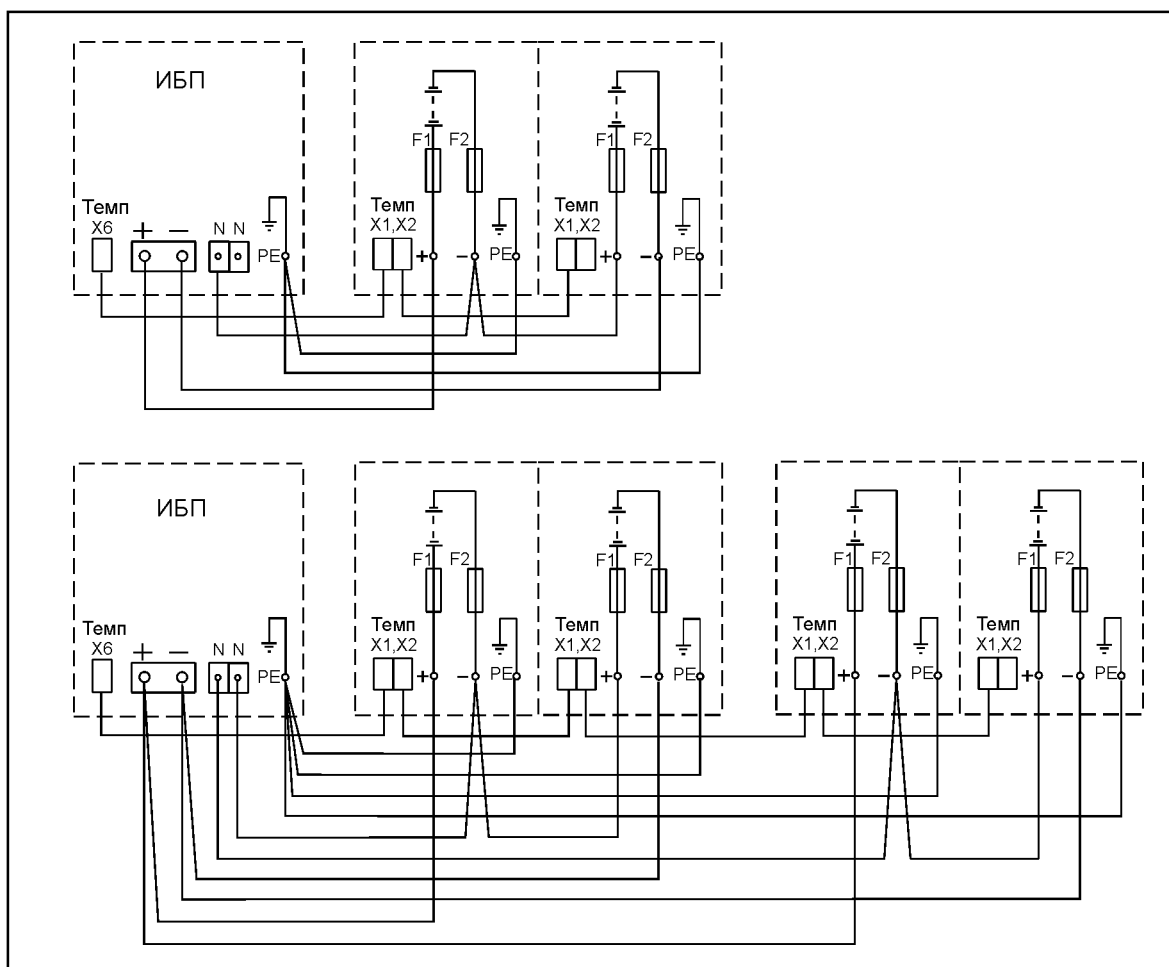 ИБП
F1 F2 F1 F2
Темп Темп Темп
X6 + − N N PE X1,X2 + - PE X1,X2 + - PE
ИБП
F1 F2 F1 F2 F1 F2 F1 F2
Темп Темп Темп Темп Темп
X6 + − N N PE X1,X2 + - PE X1,X2 + - PE X1,X2 + - PE X1,X2 + - PE